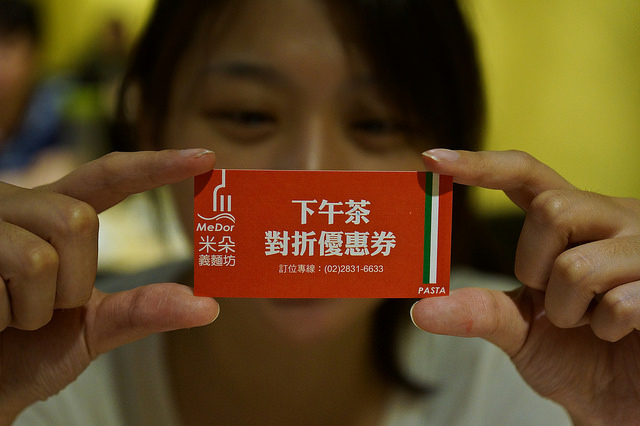 MeDor
米朵
義麵坊
下午茶
對折優惠券
訂位專線：(02)2831-6633
PASTA